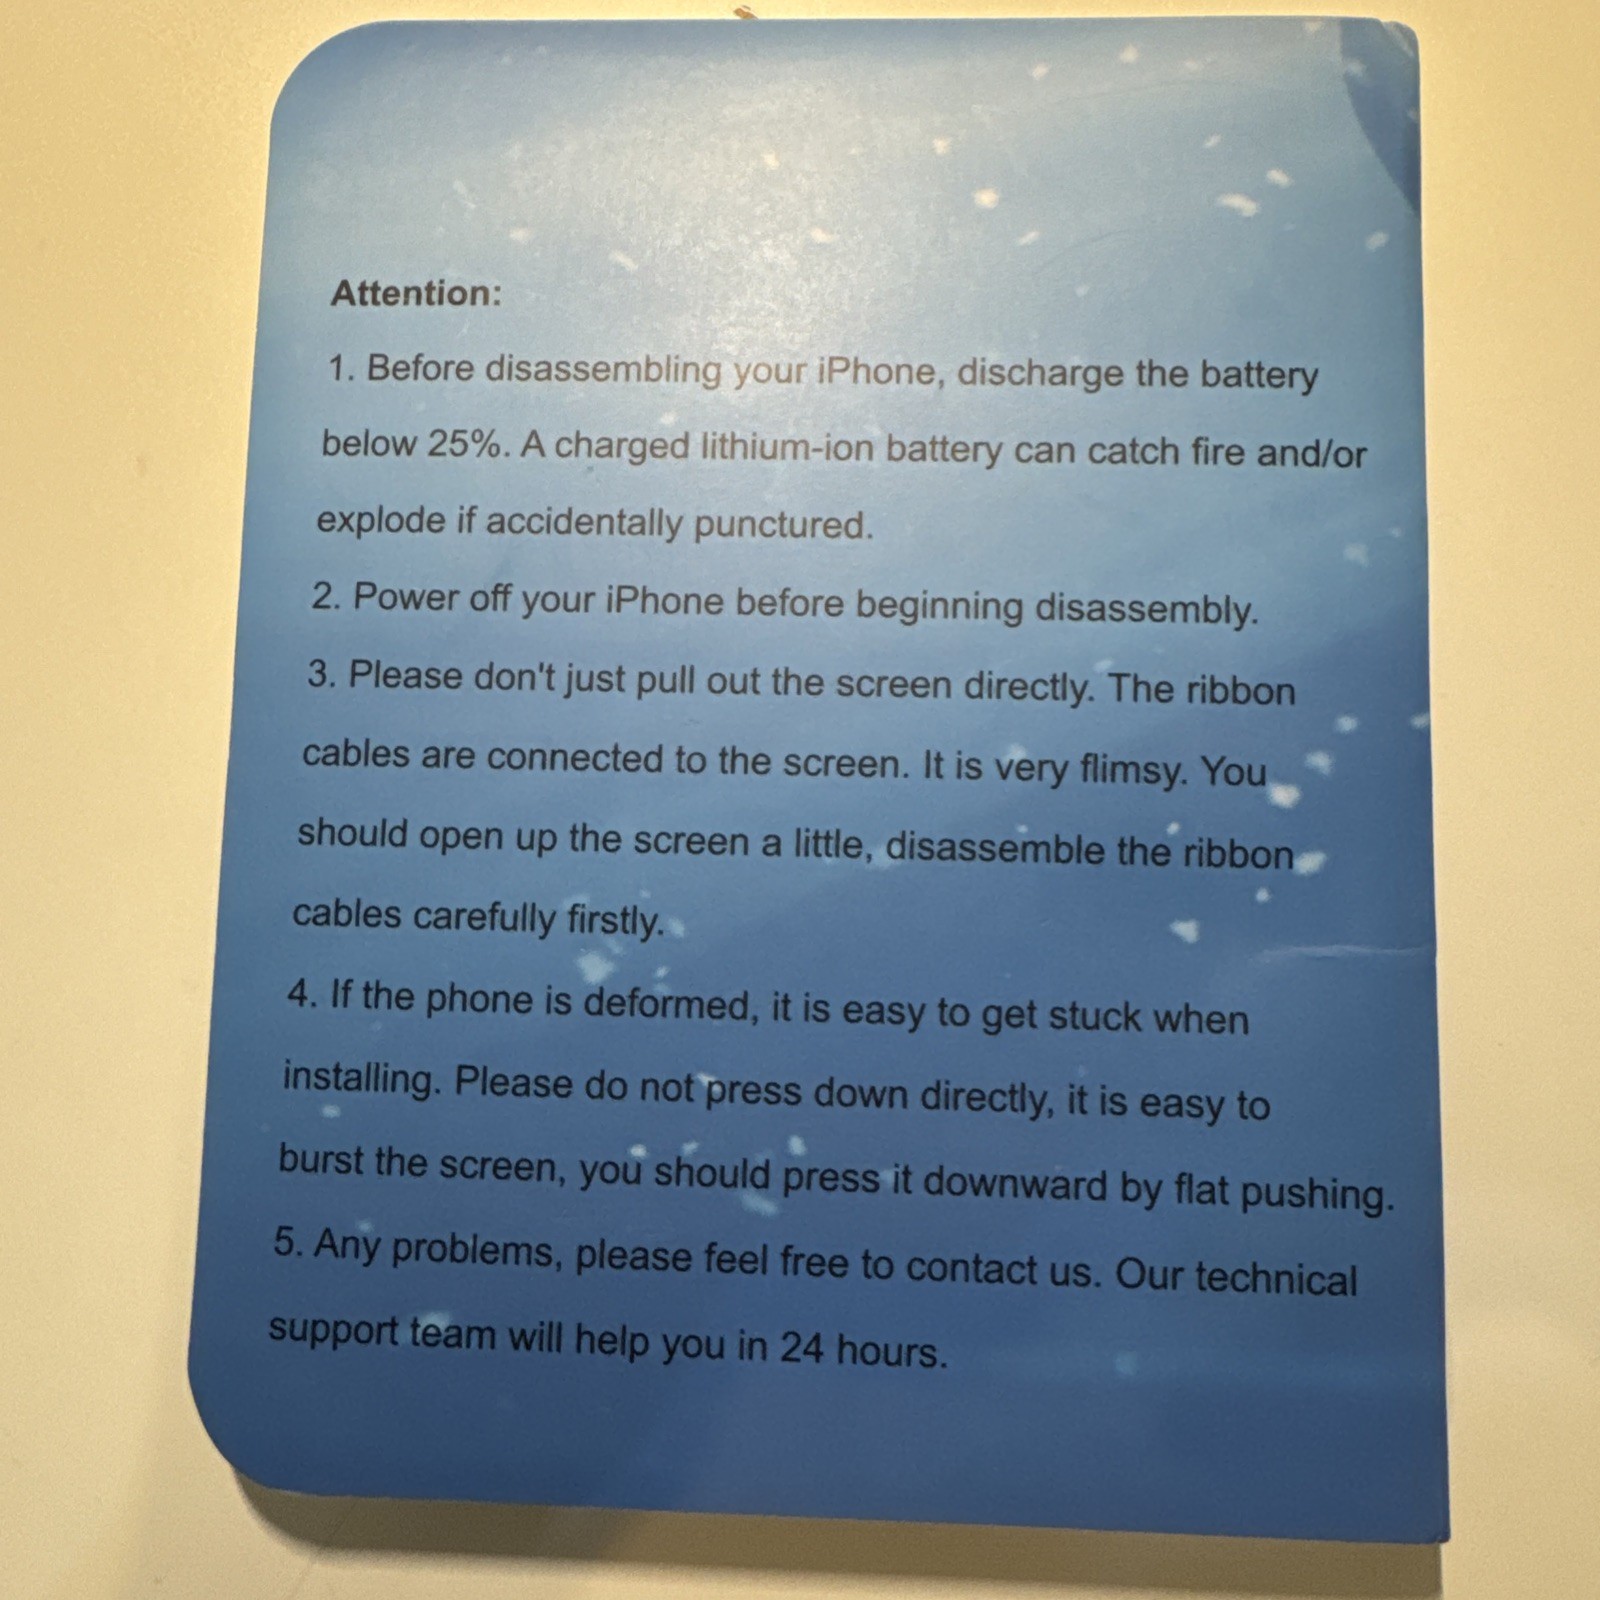 Attention:
1. Before disassembling your iPhone, discharge the battery
below 25%. A charged lithium-ion battery can catch fire and/or
explode if accidentally punctured.
2. Power off your iPhone before beginning disassembly.
3. Please don't just pull out the screen directly. The ribbon
cables are connected to the screen. It is very flimsy. You
should open up the screen a little, disassemble the ribbon
cables carefully firstly.
4. If the phone is deformed, it is easy to get stuck when
installing. Please do not press down directly, it is easy to
burst the screen, you should press it downward by flat pushing.
5. Any problems, please feel free to contact us. Our technical
support team will help you in 24 hours.